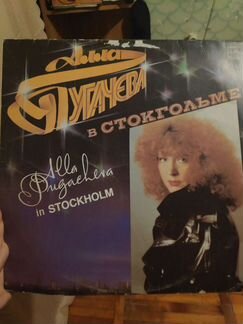 Алла
Пугачева
в СТОКГОЛЬМЕ
Alla
Pugacheva
in STOCKHOLM